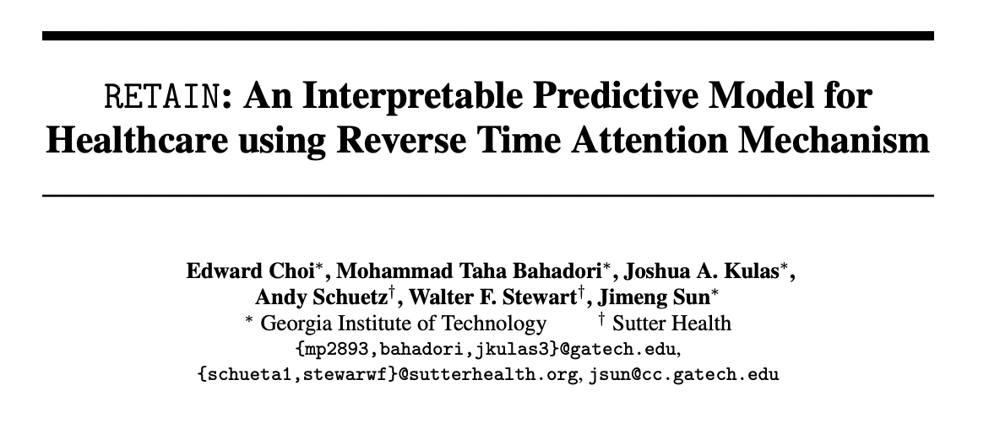 RETAIN: An Interpretable Predictive Model for
Healthcare using Reverse Time Attention Mechanism
Edward Choi*, Mohammad Taha Bahadori*, Joshua A. Kulas*,
Andy Schuetz†, Walter F. Stewart†, Jimeng Sun*
* Georgia Institute of Technology † Sutter Health
{mp2893,bahadori,jkulas3}@gatech.edu,
{schueta1,stewarwf}@sutterhealth.org, jsun@cc.gatech.edu